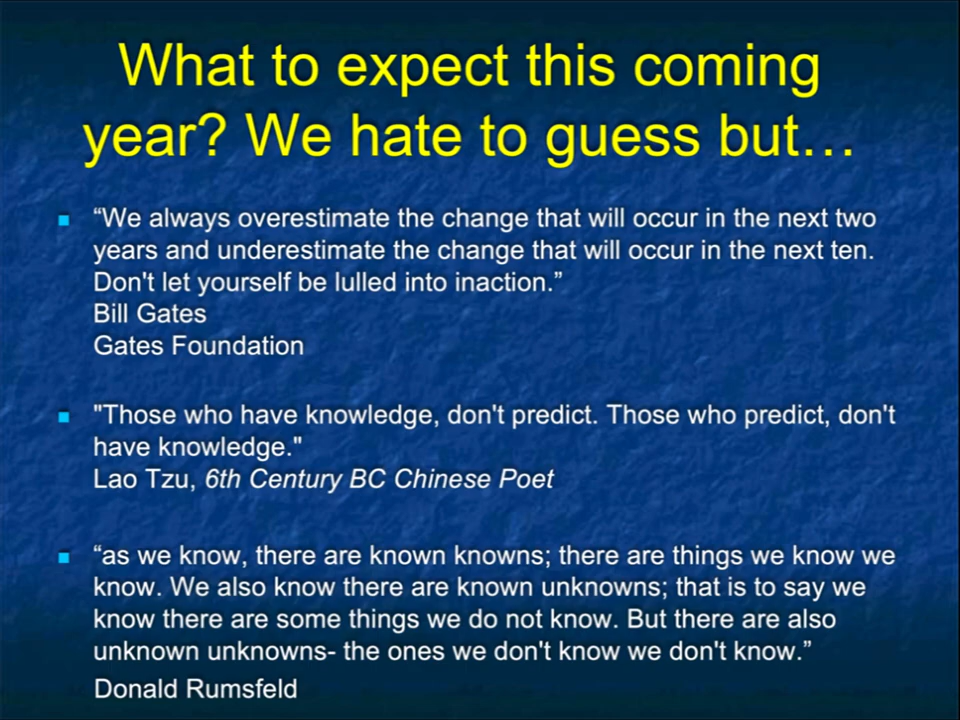 What to expect this coming
year? We hate to guess but…
“We always overestimate the change that will occur in the next two
years and underestimate the change that will occur in the next ten.
Don't let yourself be lulled into inaction.”
Bill Gates
Gates Foundation
"Those who have knowledge, don't predict. Those who predict, don't
have knowledge."
Lao Tzu, 6th Century BC Chinese Poet
“as we know, there are known knowns; there are things we know we
know. We also know there are known unknowns; that is to say we
know there are some things we do not know. But there are also
unknown unknowns- the ones we don't know we don't know.”
Donald Rumsfeld